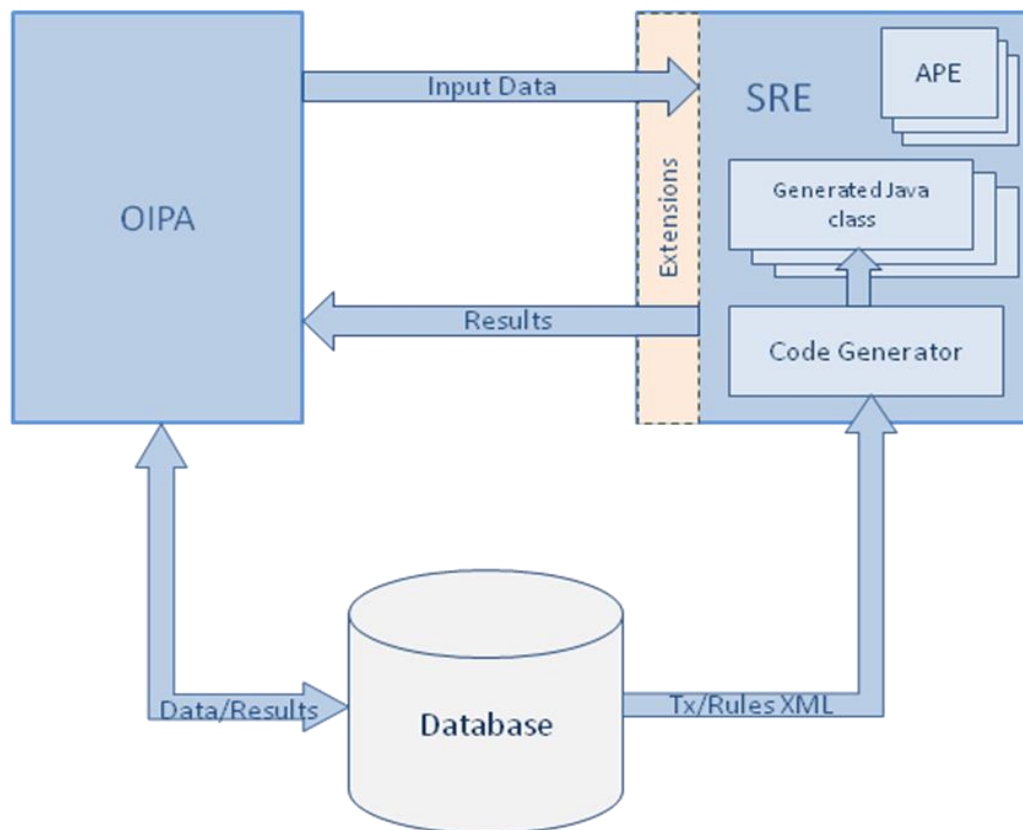 OIPA
Input Data
Extensions
SRE
APE
Generated Java
class
Results
Code Generator
Data/Results
Database
Tx/Rules XML